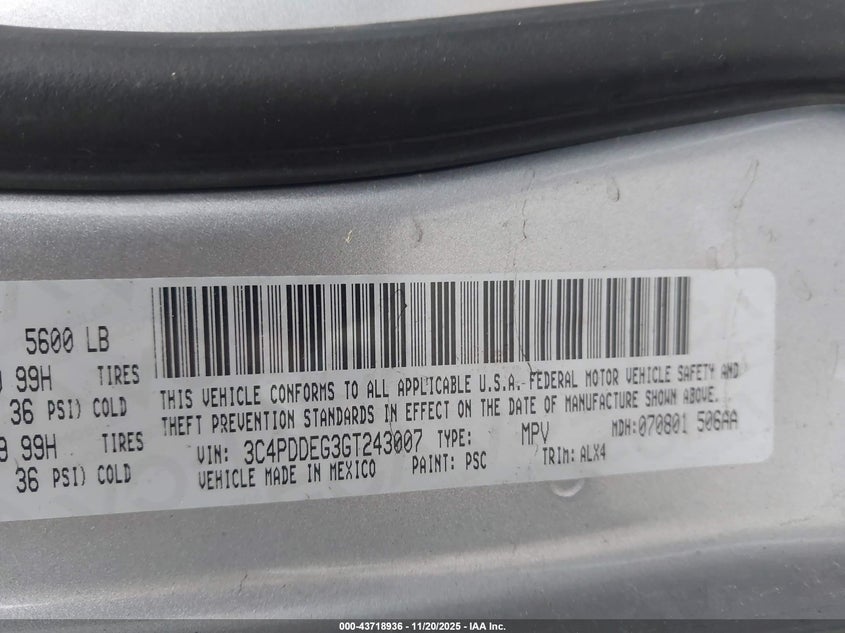 5600 LB
99H TIRES
36 PSI) COLD
99H TIRES
36 PSI) COLD
THIS VEHICLE CONFORMS TO ALL APPLICABLE U.S.A. FEDERAL MOTOR VEHICLE SAFETY AND
THEFT PREVENTION STANDARDS IN EFFECT ON THE DATE OF MANUFACTURE SHOWN ABOVE.
VIN: 3C4PDDEG3GT243007 TYPE: MPV MDH: 070801 506AA
VEHICLE MADE IN MEXICO PAINT: PSC TRIM: ALX4
000-43718936 - 11/20/2025 - IAA Inc.